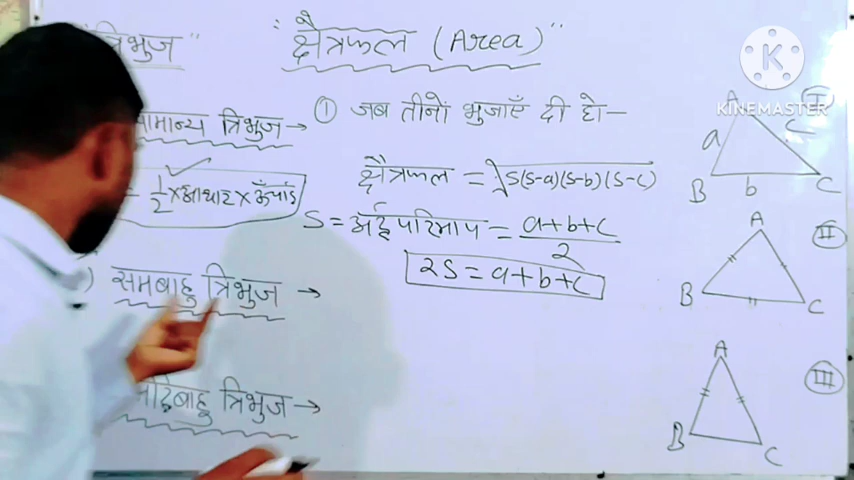 त्रिभुज" "क्षैत्रफल (Area)"
सामान्य त्रिभुज→ ① जब तीनों भुजाएँ दी हो—
= 1/2 × आधार × ऊँचाई
क्षैत्रफल = √S(S-a)(S-b)(S-c)
S = अर्द्धपरिमाप = a+b+c/2
2S = a+b+c
समबाहु त्रिभुज →
द्विबाहु त्रिभुज →
A Ⓘ
a c
B b C
A Ⓘⓘ
B C
A Ⓘⓘⓘ
B C
K
KINEMASTER